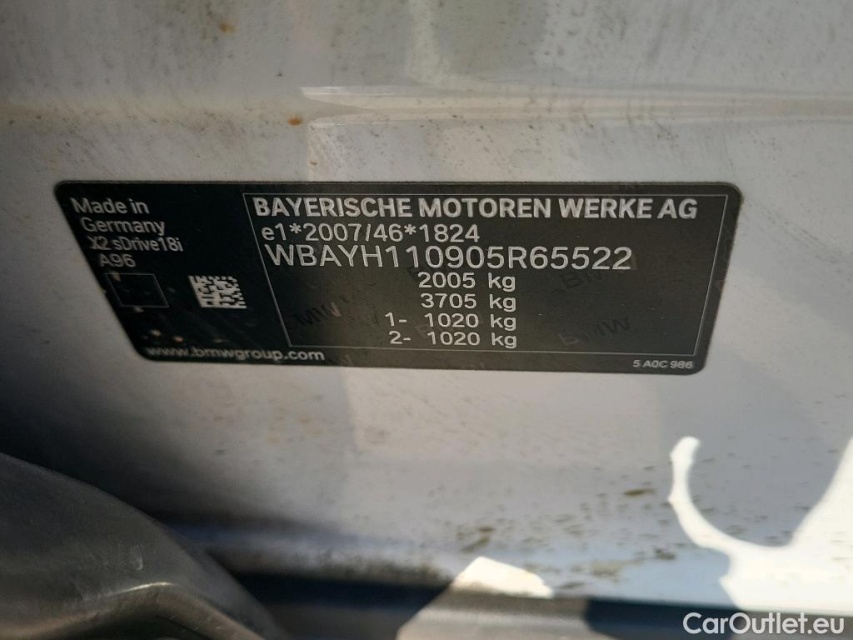 Made in
Germany
X2 sDrive18i
A96
BAYERISCHE MOTOREN WERKE AG
e1*2007/46*1824
WBAYH110905R65522
2005 kg
3705 kg
1- 1020 kg
2- 1020 kg
www.bmwgroup.com
5 A0C 986
CarOutlet.eu